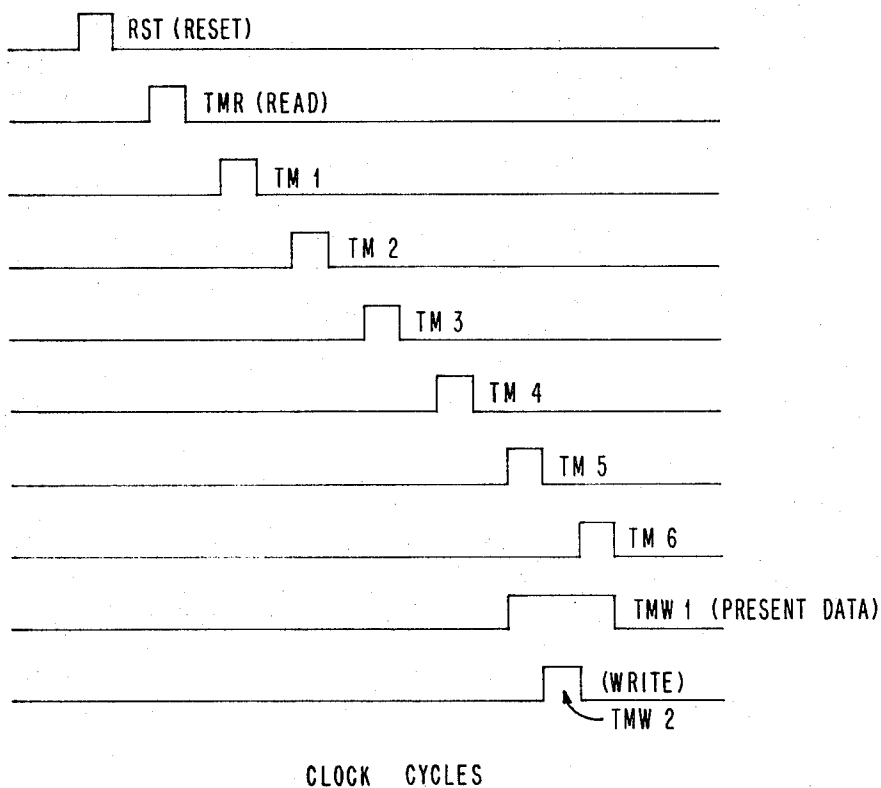 RST (RESET)
TMR (READ)
TM 1
TM 2
TM 3
TM 4
TM 5
TM 6
TMW 1 (PRESENT DATA)
(WRITE)
TMW 2
CLOCK CYCLES